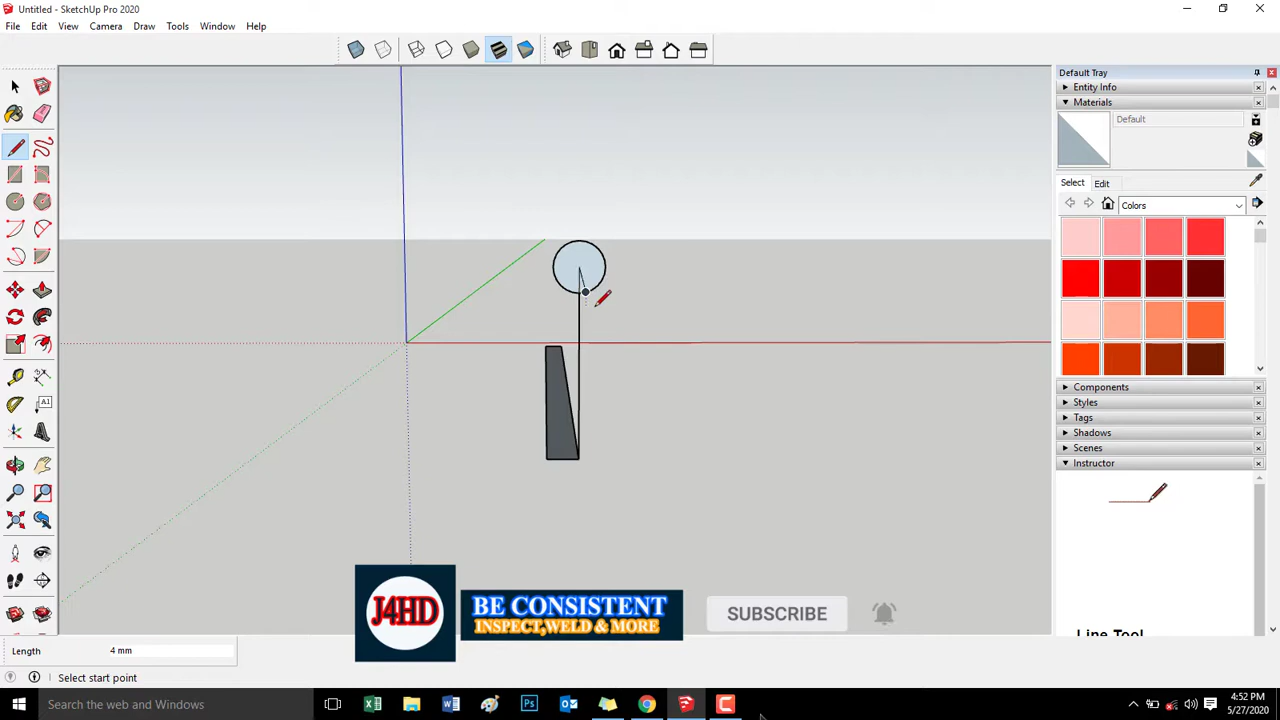 Untitled - SketchUp Pro 2020
File Edit View Camera Draw Tools Window Help
Default Tray
Entity Info
Materials
Default
Select Edit
Colors
Components
Styles
Tags
Shadows
Scenes
Instructor
Line Tool
A1
J4HD
BE CONSISTENT
INSPECT,WELD & MORE
SUBSCRIBE
Length 4 mm
Select start point
Search the web and Windows
4:52 PM
5/27/2020